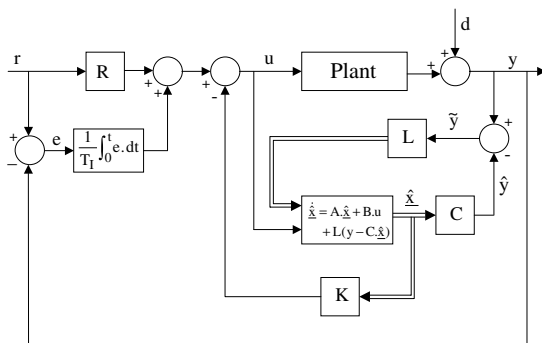 d
r
R
+
+
+
-
u
Plant
+
+
y
+
−
e
1/T_I ∫_0^t e.dt
L
ỹ
+
-
ŷ
x̲̂̇ = A.x̲̂ + B.u
+ L(y − C.x̲̂)
x̲̂
C
K